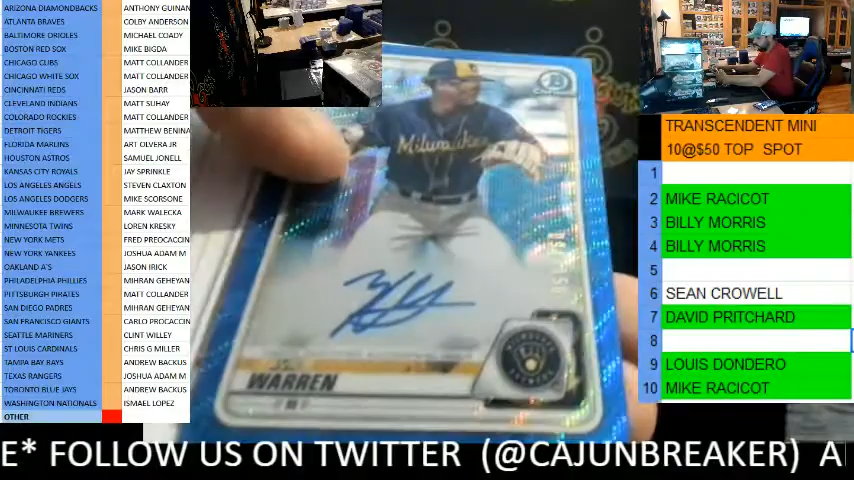 ARIZONA DIAMONDBACKS ANTHONY GUINAN
ATLANTA BRAVES COLBY ANDERSON
BALTIMORE ORIOLES MICHAEL COADY
BOSTON RED SOX MIKE BIGDA
CHICAGO CUBS MATT COLLANDER
CHICAGO WHITE SOX MATT COLLANDER
CINCINATI REDS JASON BARR
CLEVELAND INDIANS MATT SUHAY
COLORADO ROCKIES MATT COLLANDER
DETROIT TIGERS MATTHEW BENINA
FLORIDA MARLINS ART OLVERA JR
HOUSTON ASTROS SAMUEL JONELL
KANSAS CITY ROYALS JAY SPRINKLE
LOS ANGELES ANGELS STEVEN CLAXTON
LOS ANGELES DODGERS MIKE SCORSONE
MILWAUKEE BREWERS MARK WALECKA
MINNESOTA TWINS LOREN KRESKY
NEW YORK METS FRED PREOCACCIN
NEW YORK YANKEES JOSHUA ADAM M
OAKLAND A'S JASON IRICK
PHILADELPHIA PHILLIES MIHRAN GEHEYAN
PITTSBURGH PIRATES MATT COLLANDER
SAN DIEGO PADRES MIHRAN GEHEYAN
SAN FRANCISCO GIANTS CARLO PROCACCIN
SEATTLE MARINERS CLINT WILLEY
ST LOUIS CARDINALS CHRIS G MILLER
TAMPA BAY RAYS ANDREW BACKUS
TEXAS RANGERS JOSHUA ADAM M
TORONTO BLUE JAYS ANDREW BACKUS
WASHINGTON NATIONALS ISMAEL LOPEZ
OTHER
Milwaukee
WARREN
TRANSCENDENT MINI
10@$50 TOP SPOT
1
2 MIKE RACICOT
3 BILLY MORRIS
4 BILLY MORRIS
5
6 SEAN CROWELL
7 DAVID PRITCHARD
8
9 LOUIS DONDERO
10 MIKE RACICOT
E* FOLLOW US ON TWITTER (@CAJUNBREAKER) A